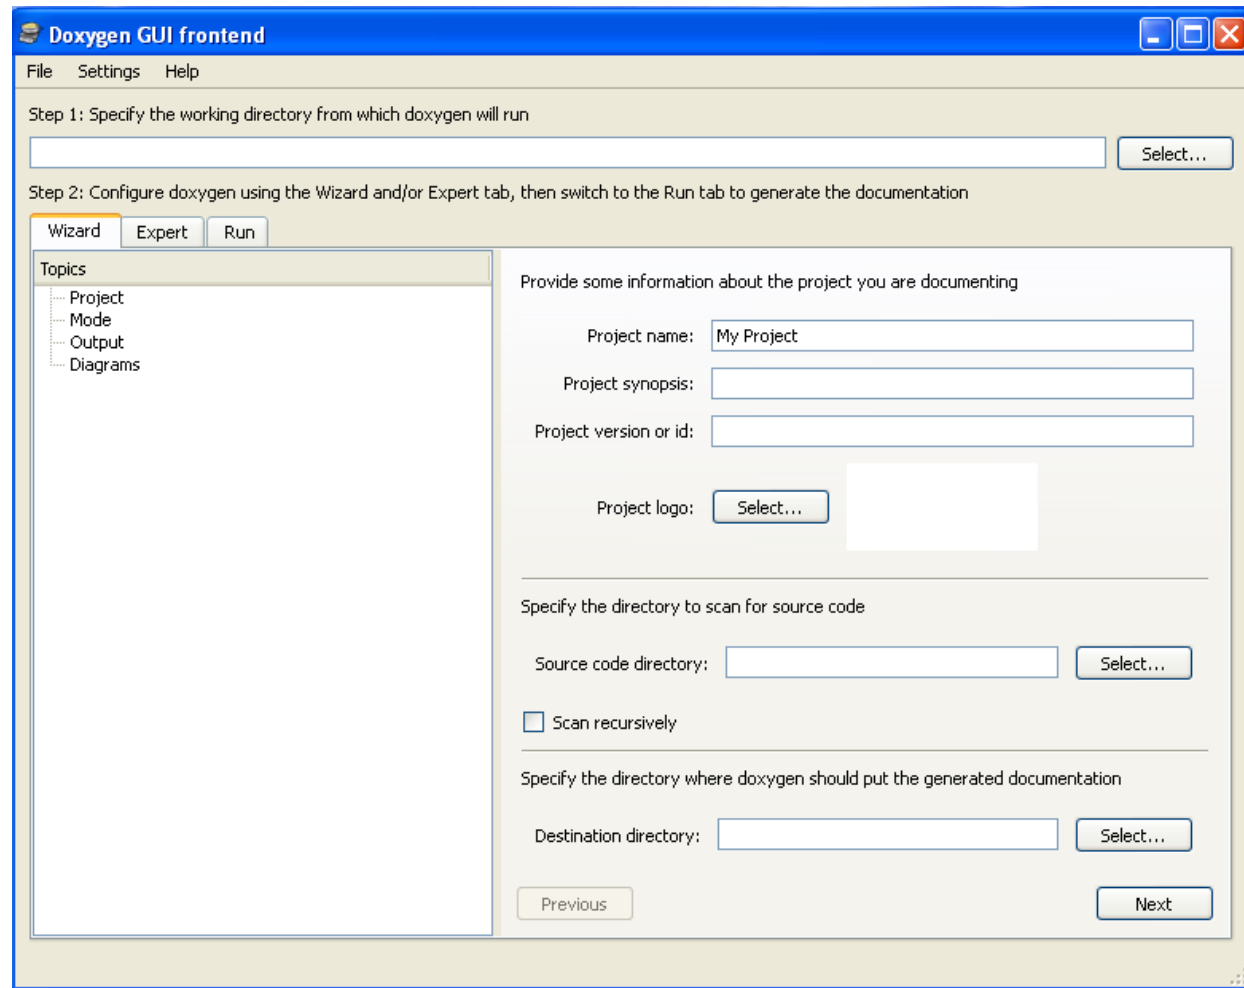 Doxygen GUI frontend
File Settings Help
Step 1: Specify the working directory from which doxygen will run
Select...
Step 2: Configure doxygen using the Wizard and/or Expert tab, then switch to the Run tab to generate the documentation
Wizard Expert Run
Topics
Project
Mode
Output
Diagrams
Provide some information about the project you are documenting
Project name: My Project
Project synopsis:
Project version or id:
Project logo: Select...
Specify the directory to scan for source code
Source code directory: Select...
Scan recursively
Specify the directory where doxygen should put the generated documentation
Destination directory: Select...
Previous Next